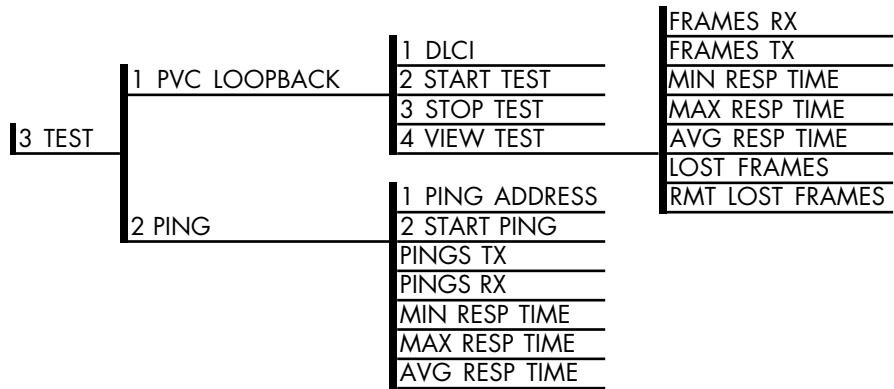 3 TEST
1 PVC LOOPBACK
1 DLCI
2 START TEST
3 STOP TEST
4 VIEW TEST
FRAMES RX
FRAMES TX
MIN RESP TIME
MAX RESP TIME
AVG RESP TIME
LOST FRAMES
RMT LOST FRAMES
2 PING
1 PING ADDRESS
2 START PING
PINGS TX
PINGS RX
MIN RESP TIME
MAX RESP TIME
AVG RESP TIME